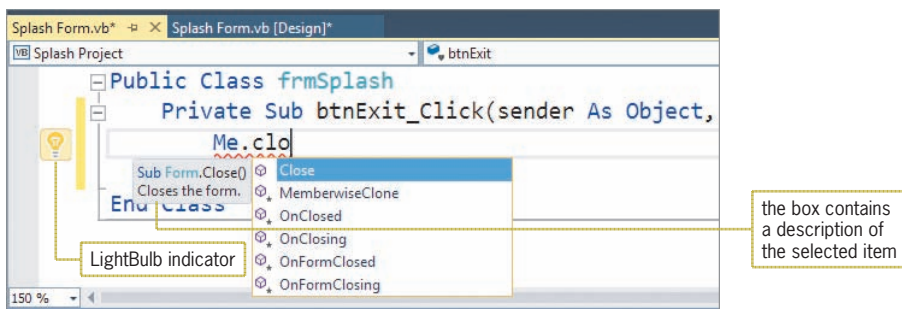 Splash Form.vb* Splash Form.vb [Design]*
VB Splash Project btnExit
Public Class frmSplash
Private Sub btnExit_Click(sender As Object,
Me.clo
Sub Form.Close()
Closes the form.
Close
MemberwiseClone
OnClosed
OnClosing
OnFormClosed
OnFormClosing
End Class
LightBulb indicator
the box contains
a description of
the selected item
150 %